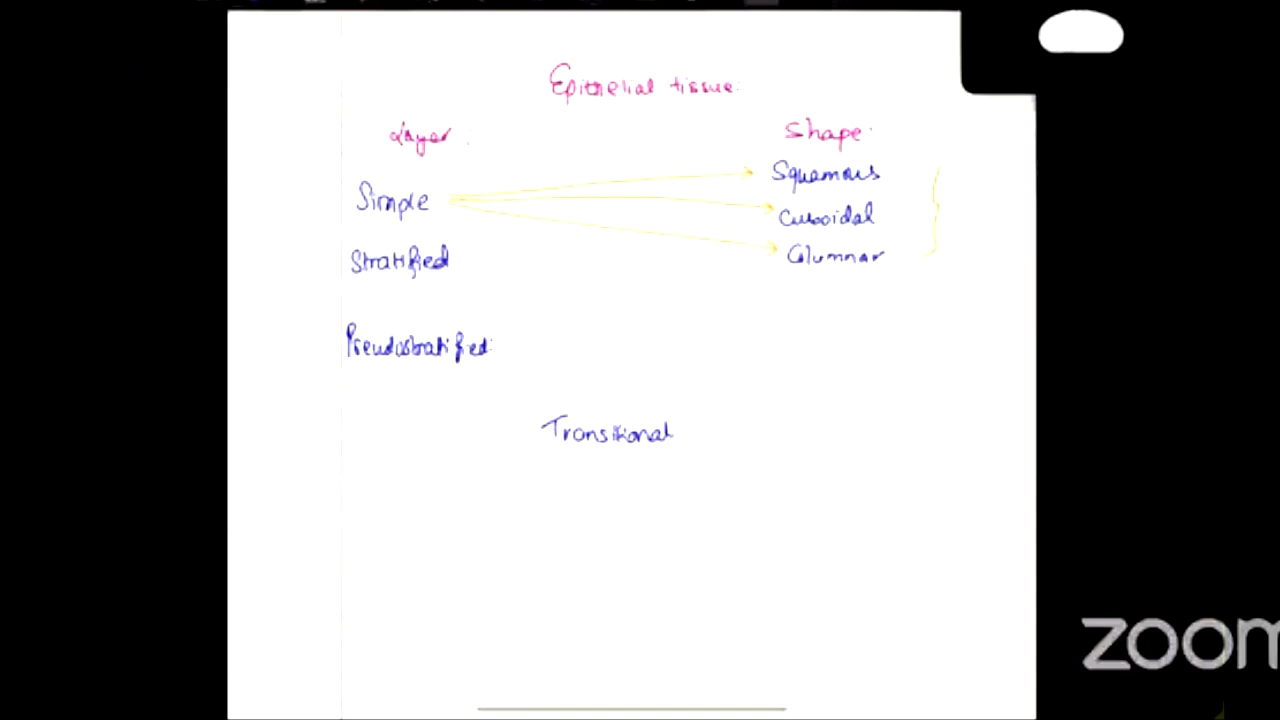 Epithelial tissue:
Layer :
Shape:
Simple
Squamous
Cuboidal
Columnar
Stratified
Pseudostratified:
Transitional
zoom